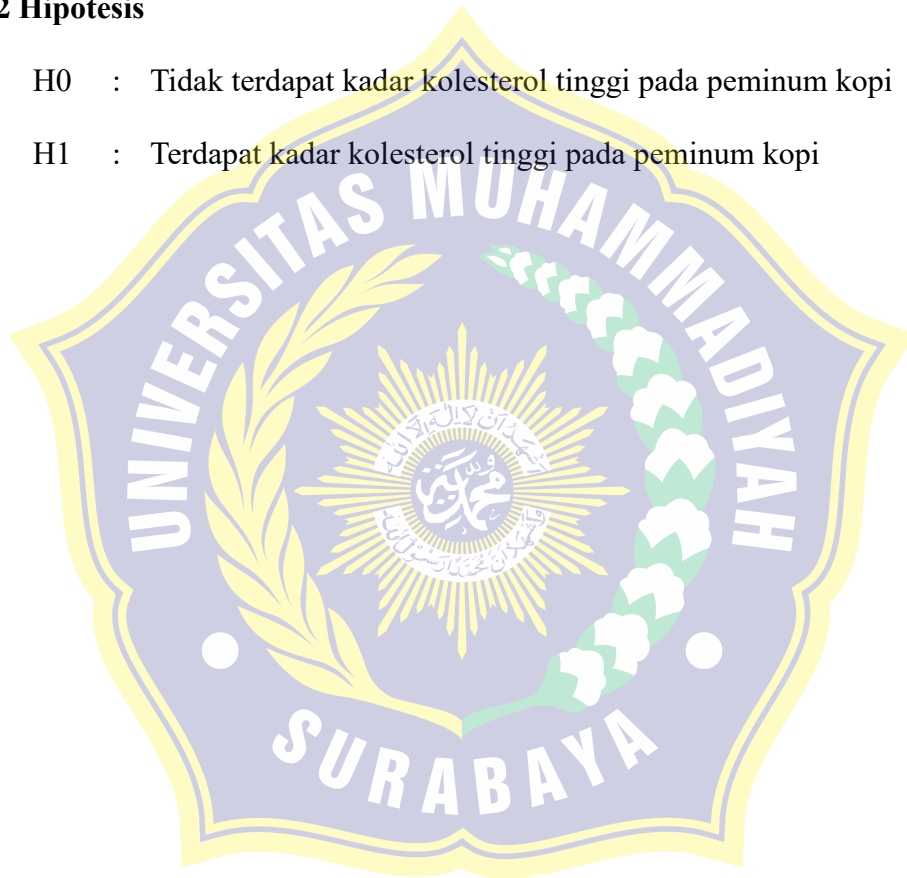 2 Hipotesis
H0 : Tidak terdapat kadar kolesterol tinggi pada peminum kopi
H1 : Terdapat kadar kolesterol tinggi pada peminum kopi
UNIVERSITAS MUHAMMADIYAH
SURABAYA